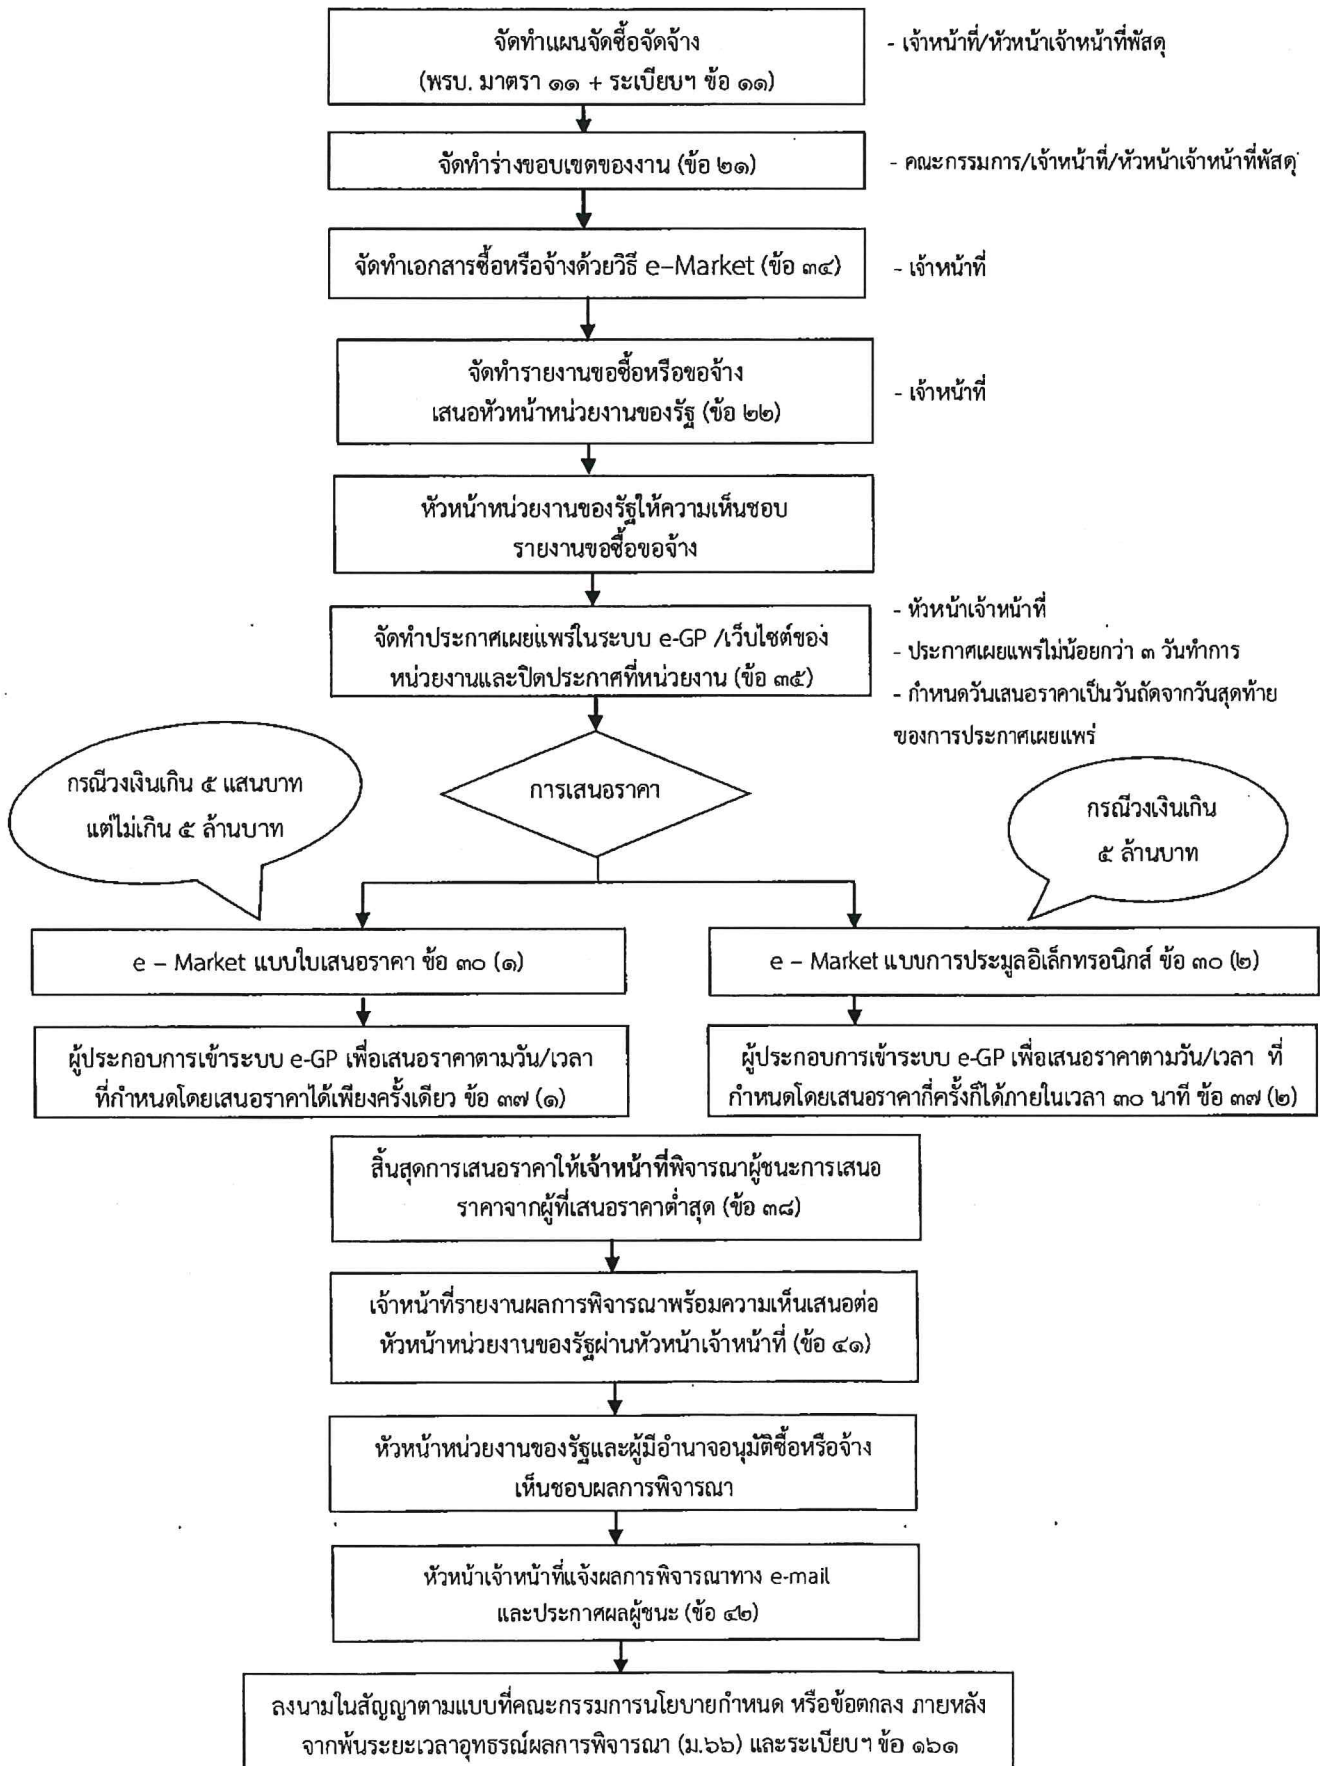 จัดทำแผนจัดซื้อจัดจ้าง
(พรบ. มาตรา ๑๑ + ระเบียบฯ ข้อ ๑๑)
- เจ้าหน้าที่/หัวหน้าเจ้าหน้าที่พัสดุ
จัดทำร่างขอบเขตของงาน (ข้อ ๒๑)
- คณะกรรมการ/เจ้าหน้าที่/หัวหน้าเจ้าหน้าที่พัสดุ
จัดทำเอกสารซื้อหรือจ้างด้วยวิธี e–Market (ข้อ ๓๔)
- เจ้าหน้าที่
จัดทำรายงานขอซื้อหรือขอจ้าง
เสนอหัวหน้าหน่วยงานของรัฐ (ข้อ ๒๒)
- เจ้าหน้าที่
หัวหน้าหน่วยงานของรัฐให้ความเห็นชอบ
รายงานขอซื้อขอจ้าง
จัดทำประกาศเผยแพร่ในระบบ e-GP /เว็บไซต์ของ
หน่วยงานและปิดประกาศที่หน่วยงาน (ข้อ ๓๕)
- หัวหน้าเจ้าหน้าที่
- ประกาศเผยแพร่ไม่น้อยกว่า ๓ วันทำการ
- กำหนดวันเสนอราคาเป็นวันถัดจากวันสุดท้าย
ของการประกาศเผยแพร่
กรณีวงเงินเกิน ๕ แสนบาท
แต่ไม่เกิน ๕ ล้านบาท
การเสนอราคา
กรณีวงเงินเกิน
๕ ล้านบาท
e – Market แบบใบเสนอราคา ข้อ ๓๐ (๑)
e – Market แบบการประมูลอิเล็กทรอนิกส์ ข้อ ๓๐ (๒)
ผู้ประกอบการเข้าระบบ e-GP เพื่อเสนอราคาตามวัน/เวลา
ที่กำหนดโดยเสนอราคาได้เพียงครั้งเดียว ข้อ ๓๗ (๑)
ผู้ประกอบการเข้าระบบ e-GP เพื่อเสนอราคาตามวัน/เวลา ที่
กำหนดโดยเสนอราคากี่ครั้งก็ได้ภายในเวลา ๓๐ นาที ข้อ ๓๗ (๒)
สิ้นสุดการเสนอราคาให้เจ้าหน้าที่พิจารณาผู้ชนะการเสนอ
ราคาจากผู้ที่เสนอราคาต่ำสุด (ข้อ ๓๘)
เจ้าหน้าที่รายงานผลการพิจารณาพร้อมความเห็นเสนอต่อ
หัวหน้าหน่วยงานของรัฐผ่านหัวหน้าเจ้าหน้าที่ (ข้อ ๔๑)
หัวหน้าหน่วยงานของรัฐและผู้มีอำนาจอนุมัติซื้อหรือจ้าง
เห็นชอบผลการพิจารณา
หัวหน้าเจ้าหน้าที่แจ้งผลการพิจารณาทาง e-mail
และประกาศผลผู้ชนะ (ข้อ ๔๒)
ลงนามในสัญญาตามแบบที่คณะกรรมการนโยบายกำหนด หรือข้อตกลง ภายหลัง
จากพ้นระยะเวลาอุทธรณ์ผลการพิจารณา (ม.๖๖) และระเบียบฯ ข้อ ๑๖๑